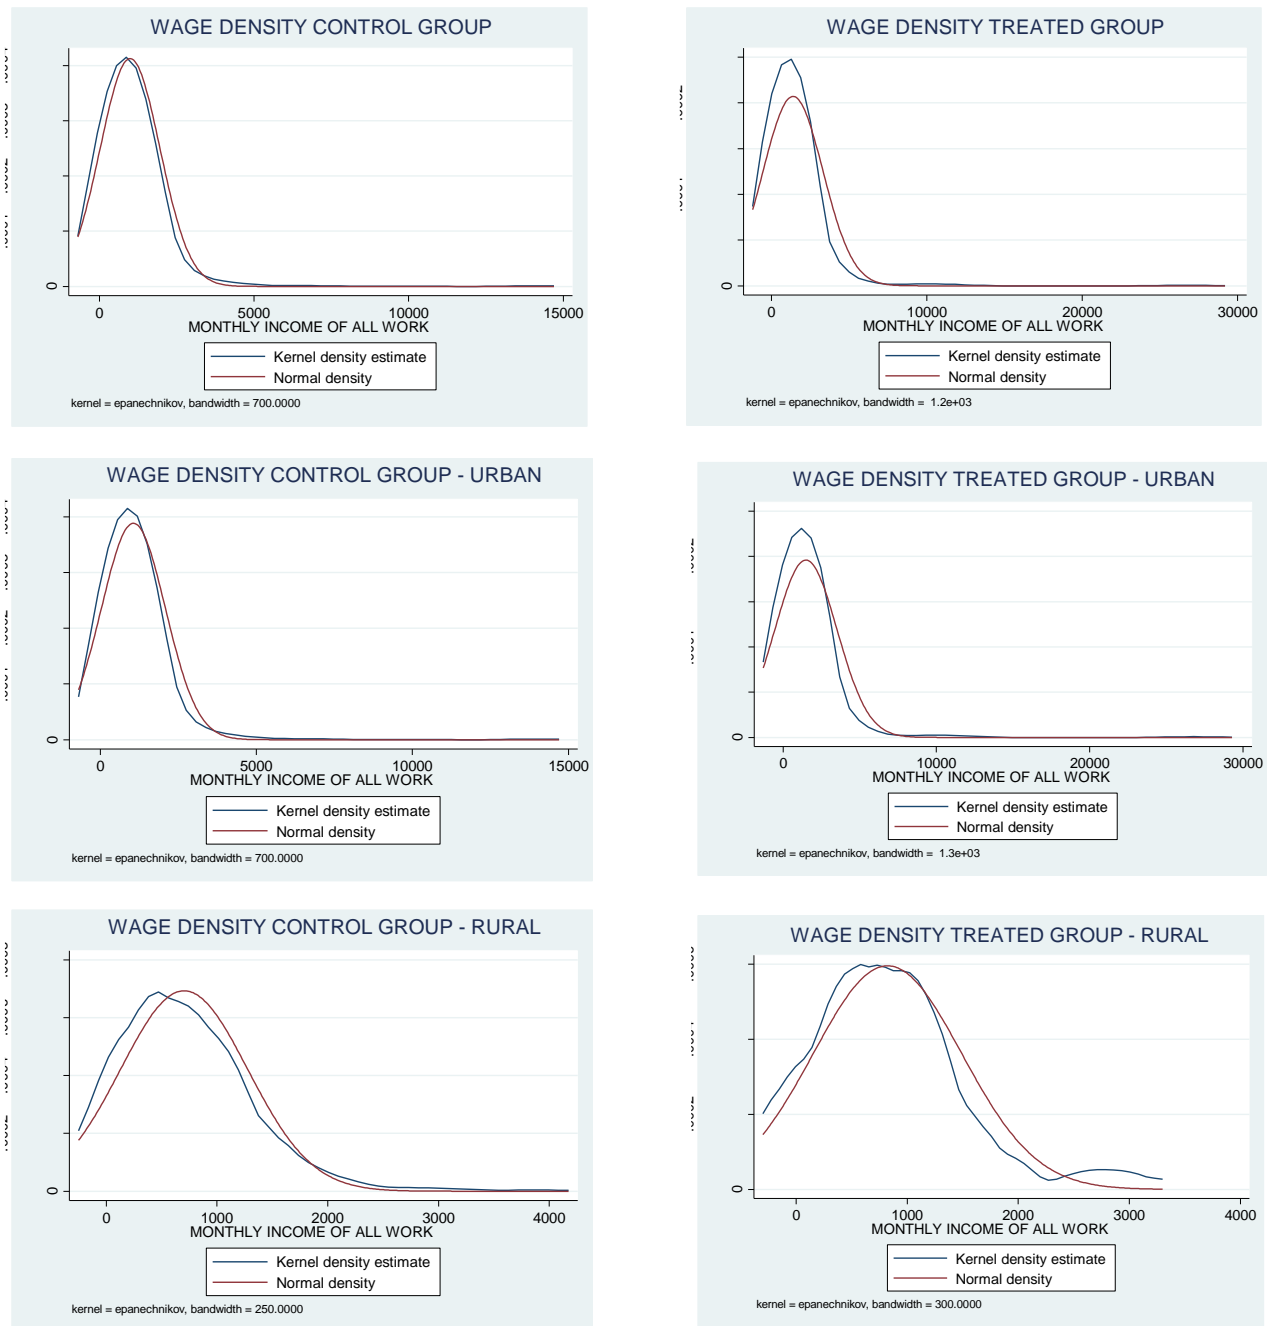 WAGE DENSITY CONTROL GROUP
0
0 5000 10000 15000
MONTHLY INCOME OF ALL WORK
Kernel density estimate
Normal density
kernel = epanechnikov, bandwidth = 700.0000
WAGE DENSITY TREATED GROUP
0
0 10000 20000 30000
MONTHLY INCOME OF ALL WORK
Kernel density estimate
Normal density
kernel = epanechnikov, bandwidth = 1.2e+03
WAGE DENSITY CONTROL GROUP - URBAN
0
0 5000 10000 15000
MONTHLY INCOME OF ALL WORK
Kernel density estimate
Normal density
kernel = epanechnikov, bandwidth = 700.0000
WAGE DENSITY TREATED GROUP - URBAN
0
0 10000 20000 30000
MONTHLY INCOME OF ALL WORK
Kernel density estimate
Normal density
kernel = epanechnikov, bandwidth = 1.3e+03
WAGE DENSITY CONTROL GROUP - RURAL
0
0 1000 2000 3000 4000
MONTHLY INCOME OF ALL WORK
Kernel density estimate
Normal density
kernel = epanechnikov, bandwidth = 250.0000
WAGE DENSITY TREATED GROUP - RURAL
0
0 1000 2000 3000 4000
MONTHLY INCOME OF ALL WORK
Kernel density estimate
Normal density
kernel = epanechnikov, bandwidth = 300.0000